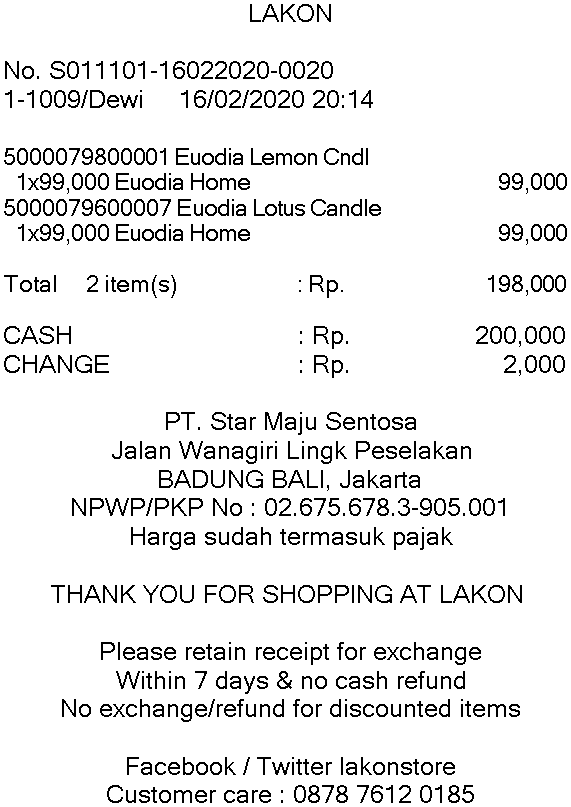 LAKON
No. S011101-16022020-0020
1-1009/Dewi 16/02/2020 20:14
5000079800001 Euodia Lemon Cndl
1x99,000 Euodia Home 99,000
5000079600007 Euodia Lotus Candle
1x99,000 Euodia Home 99,000
Total 2 item(s) : Rp. 198,000
CASH : Rp. 200,000
CHANGE : Rp. 2,000
PT. Star Maju Sentosa
Jalan Wanagiri Lingk Peselakan
BADUNG BALI, Jakarta
NPWP/PKP No : 02.675.678.3-905.001
Harga sudah termasuk pajak
THANK YOU FOR SHOPPING AT LAKON
Please retain receipt for exchange
Within 7 days & no cash refund
No exchange/refund for discounted items
Facebook / Twitter lakonstore
Customer care : 0878 7612 0185